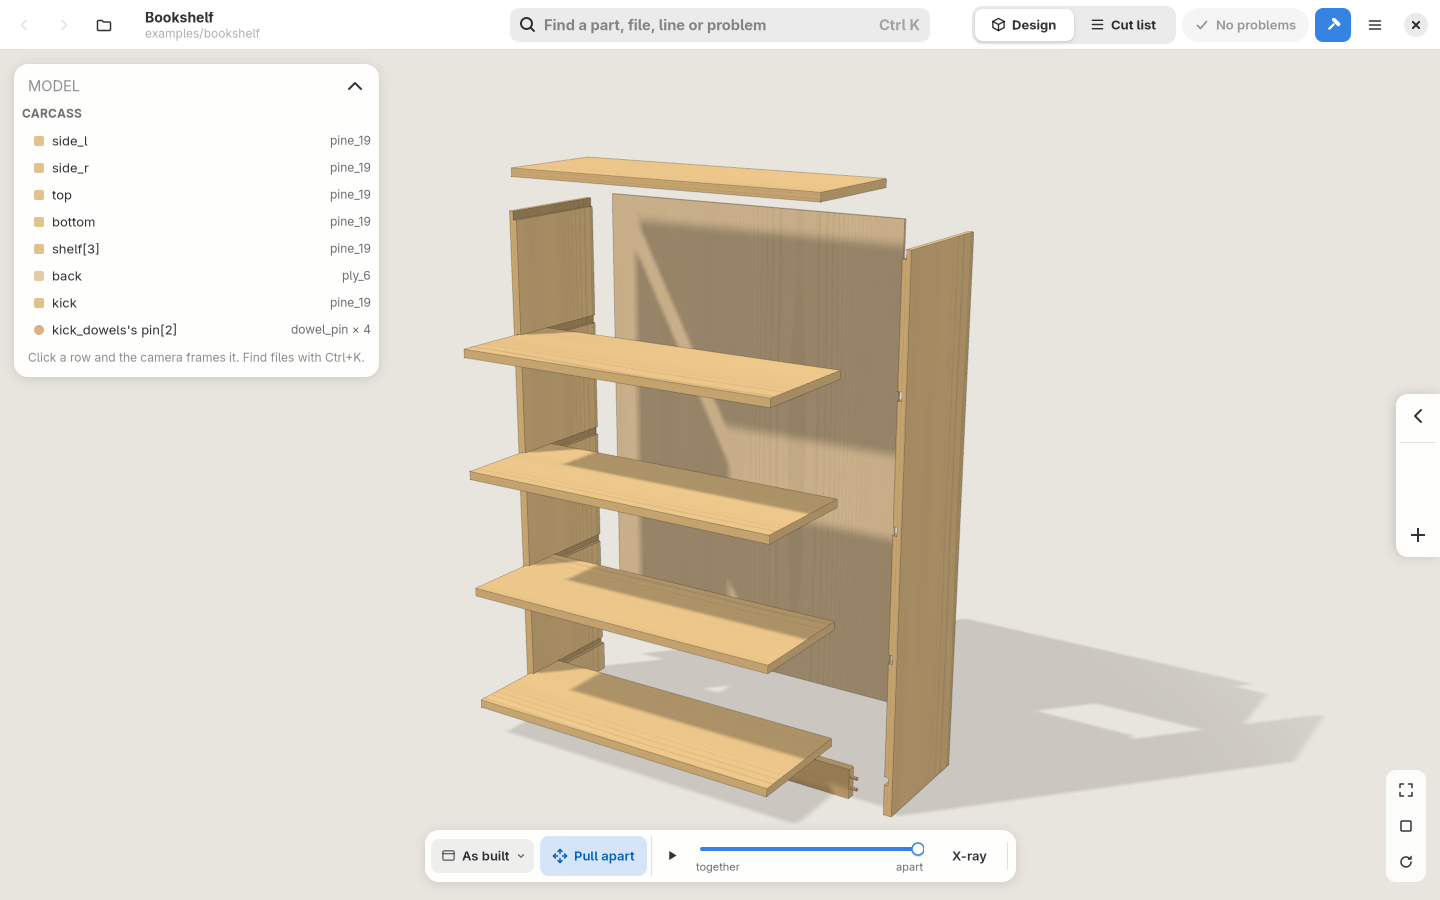 Bookshelf
examples/bookshelf
Find a part, file, line or problem Ctrl K
Design
Cut list
No problems
MODEL
CARCASS
side_l pine_19
side_r pine_19
top pine_19
bottom pine_19
shelf[3] pine_19
back ply_6
kick pine_19
kick_dowels's pin[2] dowel_pin × 4
Click a row and the camera frames it. Find files with Ctrl+K.
As built
Pull apart
together apart
X-ray